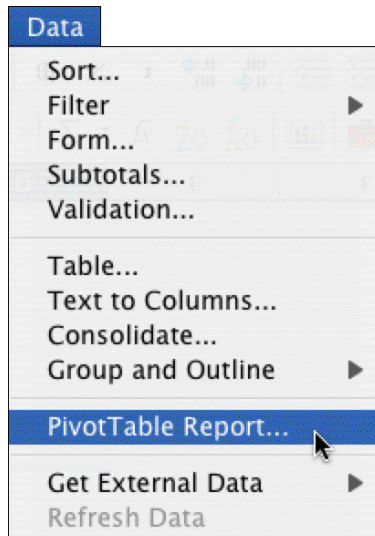 Data
Sort...
Filter
Form...
Subtotals...
Validation...
Table...
Text to Columns...
Consolidate...
Group and Outline
PivotTable Report...
Get External Data
Refresh Data